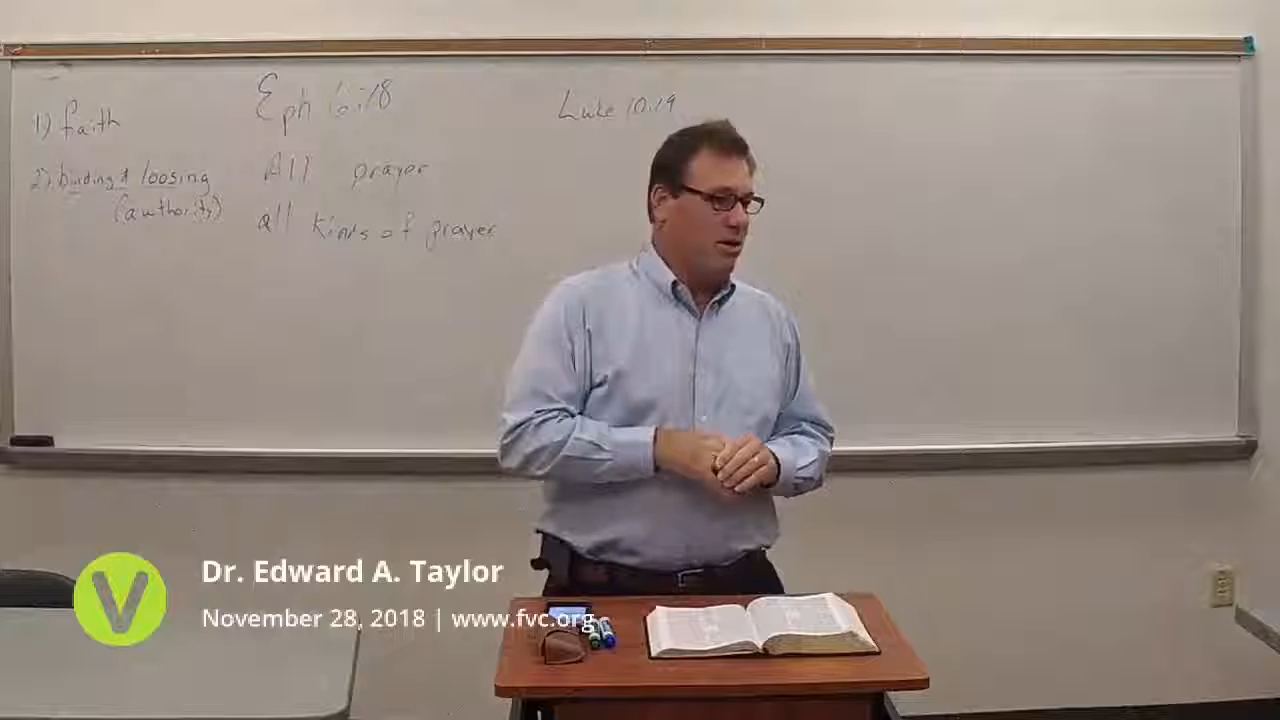 1) faith
2) binding & loosing
(authority)
Eph 6:18
All prayer
all kinds of prayer
Luke 10:19
V
Dr. Edward A. Taylor
November 28, 2018 | www.fvc.org